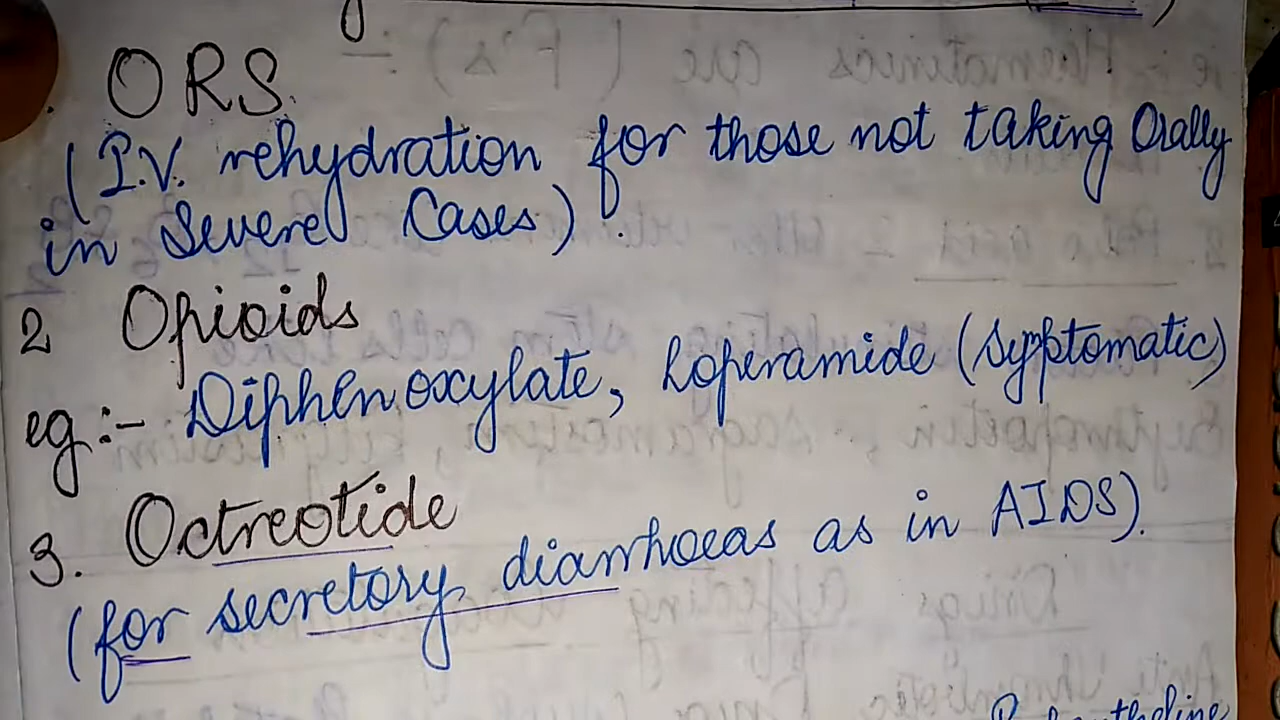 . ORS.
(I.V. rehydration for those not taking Orally
in Severe Cases).
2 Opioids
eg:- Diphenoxylate, Loperamide (Symptomatic)
3. Octreotide
(for secretory diarrhoeas as in AIDS).